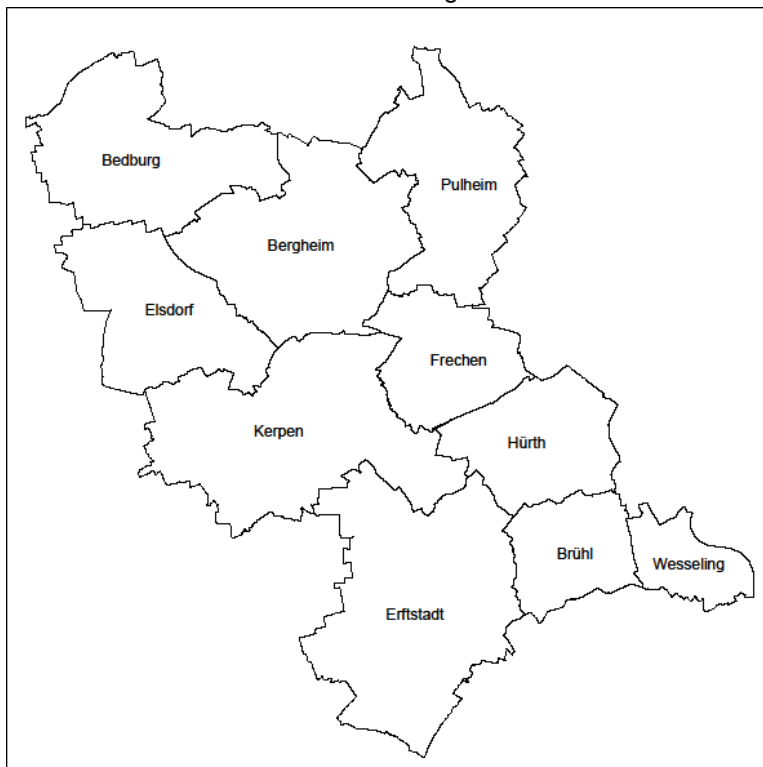 Bedburg
Pulheim
Bergheim
Elsdorf
Frechen
Kerpen
Hürth
Brühl
Wesseling
Erftstadt